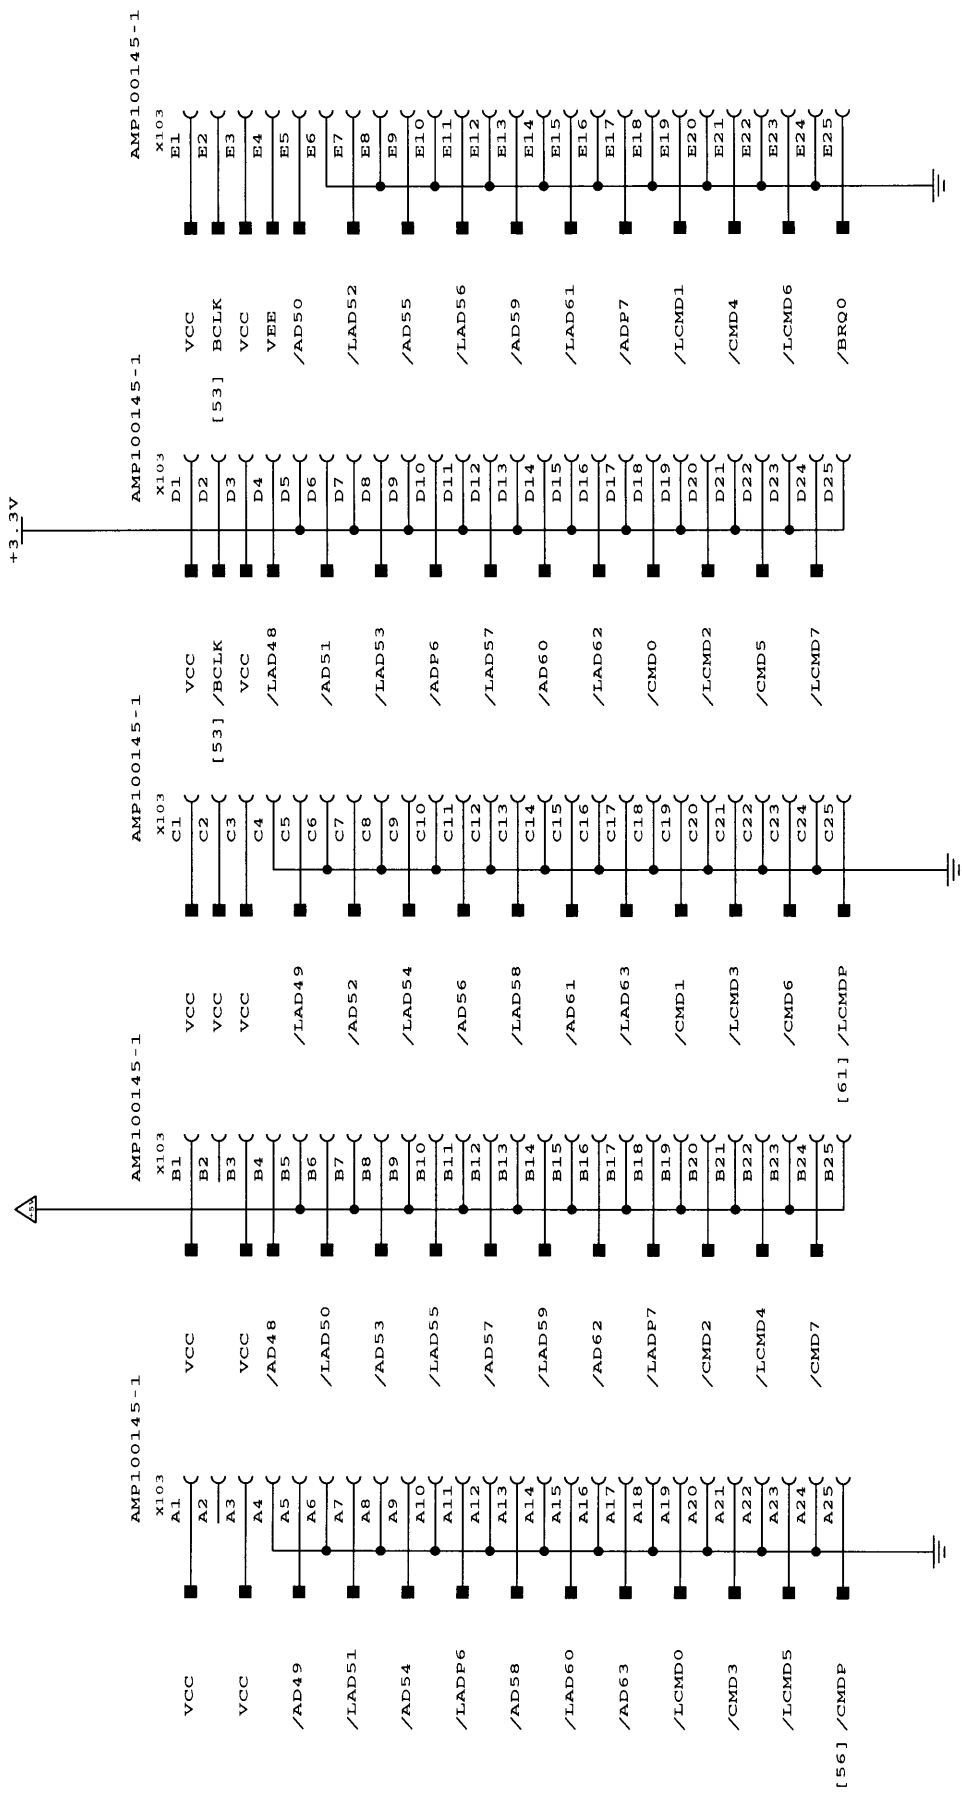 AMP100145-1
X103
A1
VCC
A2
A3
VCC
A4
A5
/AD49
A6
A7
/LAD51
A8
A9
/AD54
A10
A11
/LADP6
A12
A13
/AD58
A14
A15
/LAD60
A16
A17
/AD63
A18
A19
/LCMD0
A20
A21
/CMD3
A22
A23
/LCMD5
A24
A25
[56] /CMDP
+5V
AMP100145-1
X103
B1
VCC
B2
B3
VCC
B4
/AD48
B5
B6
/LAD50
B7
B8
/AD53
B9
B10
/LAD55
B11
B12
/AD57
B13
B14
/LAD59
B15
B16
/AD62
B17
B18
/LADP7
B19
B20
/CMD2
B21
B22
/LCMD4
B23
B24
/CMD7
B25
AMP100145-1
X103
C1
VCC
C2
VCC
C3
VCC
C4
C5
/LAD49
C6
C7
/AD52
C8
C9
/LAD54
C10
C11
/AD56
C12
C13
/LAD58
C14
C15
/AD61
C16
C17
/LAD63
C18
C19
/CMD1
C20
C21
/LCMD3
C22
C23
/CMD6
C24
C25
[61] /LCMDP
+3.3V
AMP100145-1
X103
D1
VCC
D2
[53] /BCLK
D3
VCC
D4
/LAD48
D5
D6
/AD51
D7
D8
/LAD53
D9
D10
/ADP6
D11
D12
/LAD57
D13
D14
/AD60
D15
D16
/LAD62
D17
D18
/CMD0
D19
D20
/LCMD2
D21
D22
/CMD5
D23
D24
/LCMD7
D25
AMP100145-1
X103
E1
VCC
E2
[53] BCLK
E3
VCC
E4
VEE
E5
/AD50
E6
E7
/LAD52
E8
E9
/AD55
E10
E11
/LAD56
E12
E13
/AD59
E14
E15
/LAD61
E16
E17
/ADP7
E18
E19
/LCMD1
E20
E21
/CMD4
E22
E23
/LCMD6
E24
E25
/BRQ0